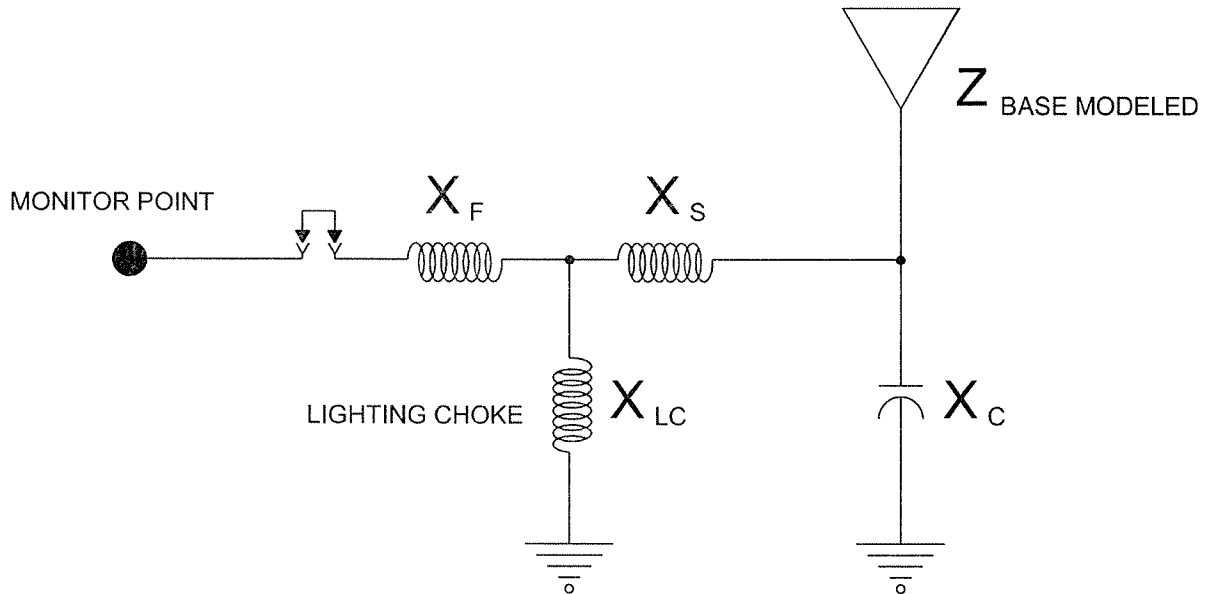 Z BASE MODELED
MONITOR POINT
X F
X S
LIGHTING CHOKE
X LC
X C